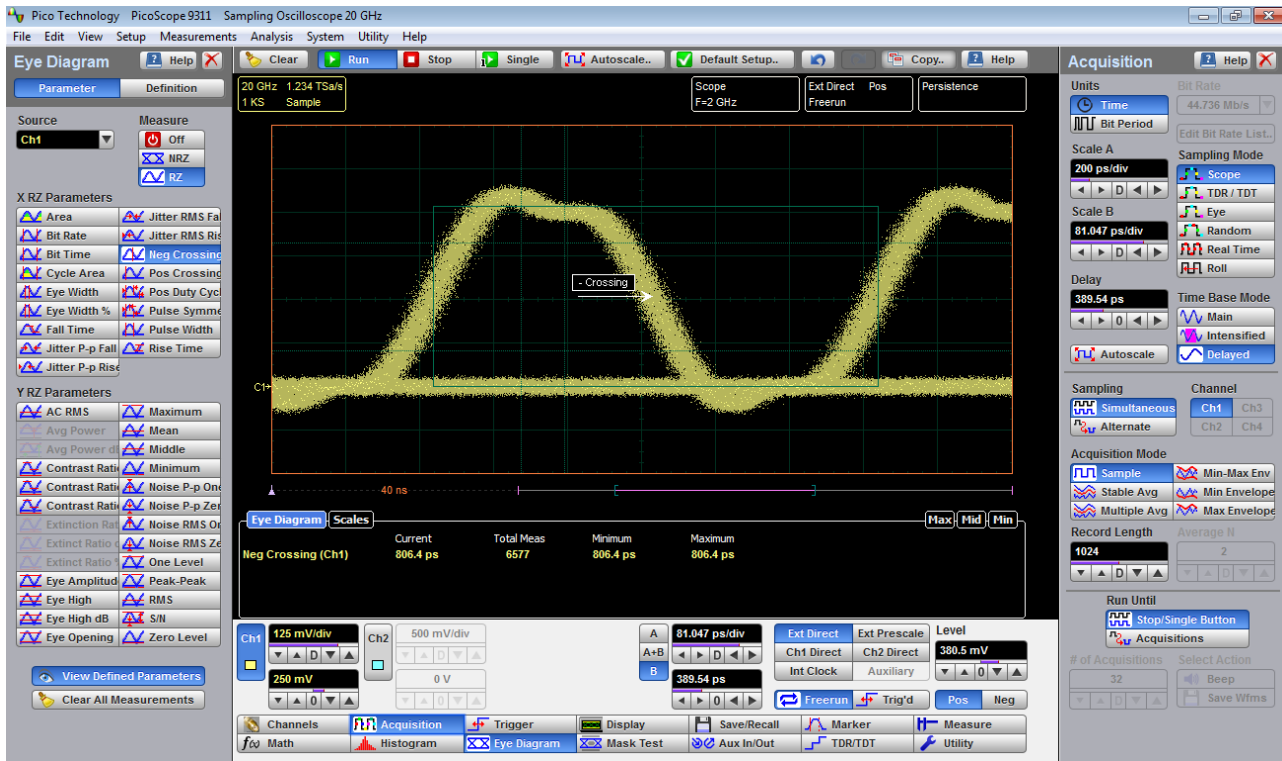 Pico Technology PicoScope 9311 Sampling Oscilloscope 20 GHz
File Edit View Setup Measurements Analysis System Utility Help
Eye Diagram
Help
Parameter Definition
Source Measure
Ch1
Off
NRZ
RZ
X RZ Parameters
Area Jitter RMS Fal
Bit Rate Jitter RMS Ris
Bit Time Neg Crossing
Cycle Area Pos Crossing
Eye Width Pos Duty Cycl
Eye Width % Pulse Symme
Fall Time Pulse Width
Jitter P-p Fall Rise Time
Jitter P-p Rise
Y RZ Parameters
AC RMS Maximum
Avg Power Mean
Avg Power d Middle
Contrast Rati Minimum
Contrast Rati Noise P-p One
Contrast Rati Noise P-p Zer
Extinction Rat Noise RMS On
Extinct Ratio Noise RMS Ze
Extinct Ratio One Level
Eye Amplitud Peak-Peak
Eye High RMS
Eye High dB S/N
Eye Opening Zero Level
View Defined Parameters
Clear All Measurements
Clear Run Stop Single Autoscale.. Default Setup.. Copy.. Help
20 GHz 1.234 TSa/s
1 KS Sample
Scope
F=2 GHz
Ext Direct Pos
Freerun
Persistence
- Crossing
C1
40 ns
Eye Diagram Scales Max Mid Min
Current Total Meas Minimum Maximum
Neg Crossing (Ch1) 806.4 ps 6577 806.4 ps 806.4 ps
Ch1
125 mV/div
D
250 mV
0
Ch2
500 mV/div
D
0 V
0
A
A+B
B
81.047 ps/div
D
389.54 ps
0
Ext Direct Ext Prescale
Ch1 Direct Ch2 Direct
Int Clock Auxiliary
Freerun Trig'd
Level
380.5 mV
0
Pos Neg
Channels Acquisition Trigger Display Save/Recall Marker Measure
f(x) Math Histogram Eye Diagram Mask Test Aux In/Out TDR/TDT Utility
Acquisition
Help
Units Bit Rate
Time 44.736 Mb/s
Bit Period Edit Bit Rate List..
Scale A
200 ps/div
D
Scale B
81.047 ps/div
D
Delay
389.54 ps
0
Autoscale
Sampling Mode
Scope
TDR / TDT
Eye
Random
Real Time
Roll
Time Base Mode
Main
Intensified
Delayed
Sampling Channel
Simultaneous Ch1 Ch3
Alternate Ch2 Ch4
Acquisition Mode
Sample Min-Max Env
Stable Avg Min Envelope
Multiple Avg Max Envelope
Record Length Average N
1024 2
D D
Run Until
Stop/Single Button
Acquisitions
# of Acquisitions Select Action
32 Beep
D Save Wfms